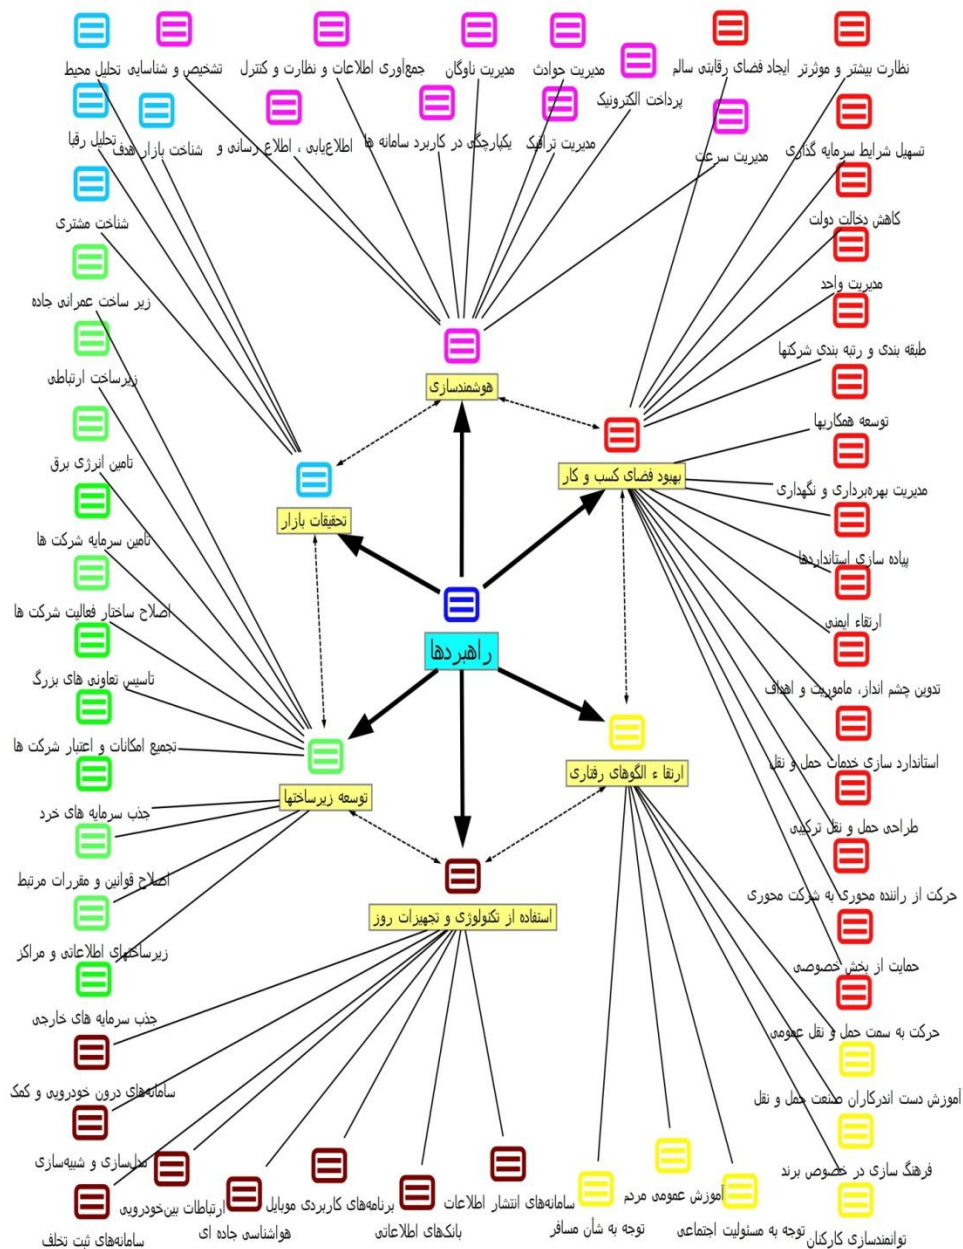 نظارت بیشتر و موثرتر
ایجاد فضای رقابتی سالم
پرداخت الکترونیک
مدیریت حوادث
مدیریت ناوگان
جمع‌آوری اطلاعات و نظارت و کنترل
تشخیص و شناسایی
تحلیل محیط
تسهیل شرایط سرمایه گذاری
مدیریت سرعت
مدیریت ترافیک
یکپارچگی در کاربرد سامانه ها
اطلاع‌یابی ، اطلاع رسانی و
شناخت بازار هدف
تحلیل رقبا
کاهش دخالت دولت
شناخت مشتری
مدیریت واحد
زیر ساخت عمرانی جاده
طبقه بندی و رتبه بندی شرکتها
زیرساخت ارتباطی
هوشمندسازی
توسعه همکاریها
تامین انرژی برق
بهبود فضای کسب و کار
مدیریت بهره‌برداری و نگهداری
تحقیقات بازار
تامین سرمایه شرکت ها
پیاده سازی استانداردها
اصلاح ساختار فعالیت شرکت ها
ارتقاء ایمنی
راهبردها
تاسیس تعاونی های بزرگ
تدوین چشم انداز، ماموریت و اهداف
تجمیع امکانات و اعتبار شرکت ها
استاندارد سازی خدمات حمل و نقل
ارتقا ء الگوهای رفتاری
توسعه زیرساختها
جذب سرمایه های خرد
طراحی حمل و نقل ترکیبی
اصلاح قوانین و مقررات مرتبط
حرکت از راننده محوری به شرکت محوری
استفاده از تکنولوژی و تجهیزات روز
زیرساختهای اطلاعاتی و مراکز
حمایت از بخش خصوصی
جذب سرمایه های خارجی
حرکت به سمت حمل و نقل عمومی
سامانه‌های درون خودرویی و کمک
آموزش دست اندرکاران صنعت حمل و نقل
مدل‌سازی و شبیه‌سازی
فرهنگ سازی در خصوص برند
آموزش عمومی مردم
سامانه‌های انتشار اطلاعات
برنامه‌های کاربردی موبایل
ارتباطات بین‌خودرویی
توانمندسازی کارکنان
توجه به مسئولیت اجتماعی
توجه به شأن مسافر
بانک‌های اطلاعاتی
هواشناسی جاده ای
سامانه‌های ثبت تخلف